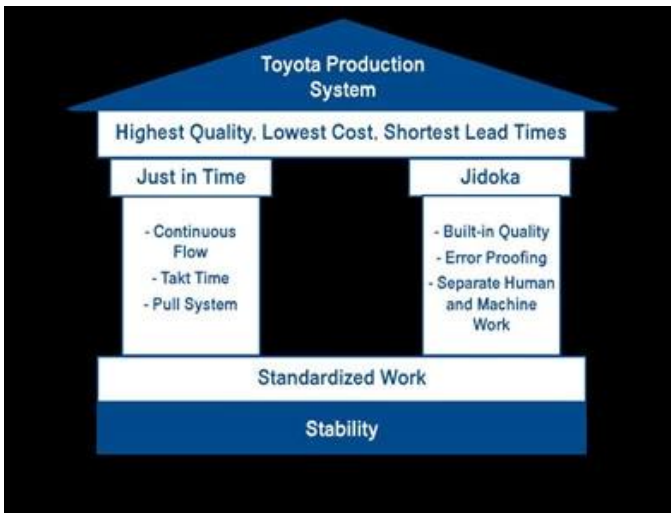 Toyota Production
System
Highest Quality, Lowest Cost, Shortest Lead Times
Just in Time
- Continuous
Flow
- Takt Time
- Pull System
Jidoka
- Built-in Quality
- Error Proofing
- Separate Human
and Machine
Work
Standardized Work
Stability